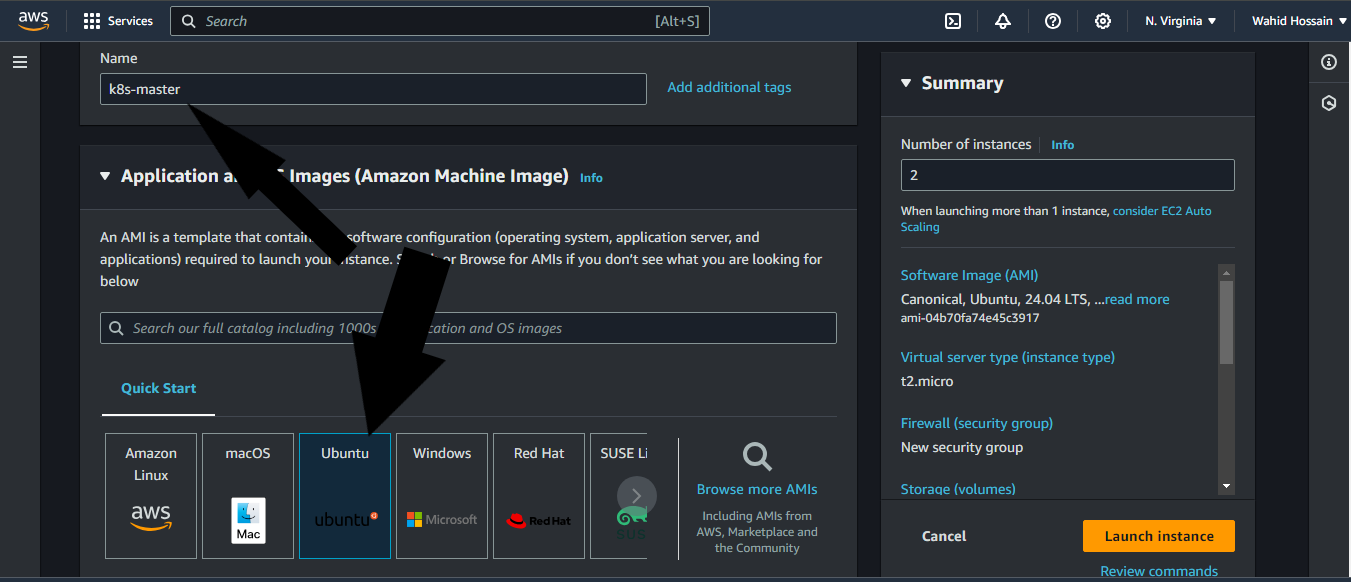 aws
Services
Search
[Alt+S]
N. Virginia
Wahid Hossain
Name
k8s-master
Add additional tags
Application a S Images (Amazon Machine Image)
Info
An AMI is a template that contain software configuration (operating system, application server, and
applications) required to launch your instance. S or Browse for AMIs if you don't see what you are looking for
below
Search our full catalog including 1000s cation and OS images
Quick Start
Amazon
Linux
aws
macOS
Mac
Ubuntu
ubuntu
Windows
Microsoft
Red Hat
Red Hat
SUSE Li
SUS
Browse more AMIs
Including AMIs from
AWS, Marketplace and
the Community
Summary
Number of instances
Info
2
When launching more than 1 instance, consider EC2 Auto
Scaling
Software Image (AMI)
Canonical, Ubuntu, 24.04 LTS, ...read more
ami-04b70fa74e45c3917
Virtual server type (instance type)
t2.micro
Firewall (security group)
New security group
Storage (volumes)
Cancel
Launch instance
Review commands